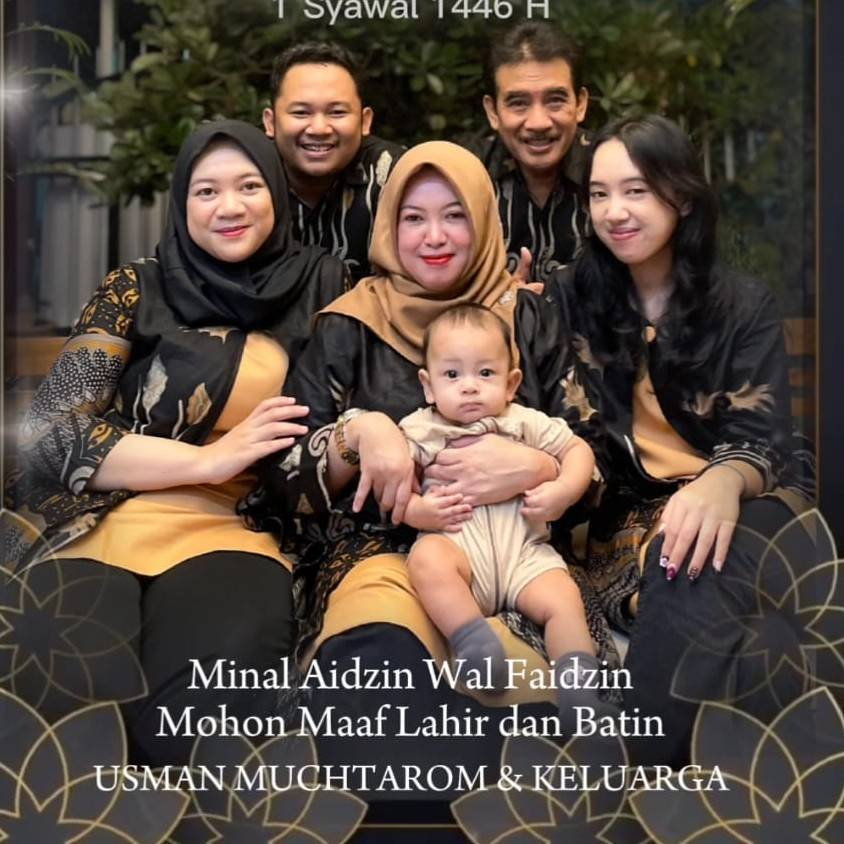 1 Syawal 1446 H
Minal Aidzin Wal Faidzin
Mohon Maaf Lahir dan Batin
USMAN MUCHTAROM & KELUARGA